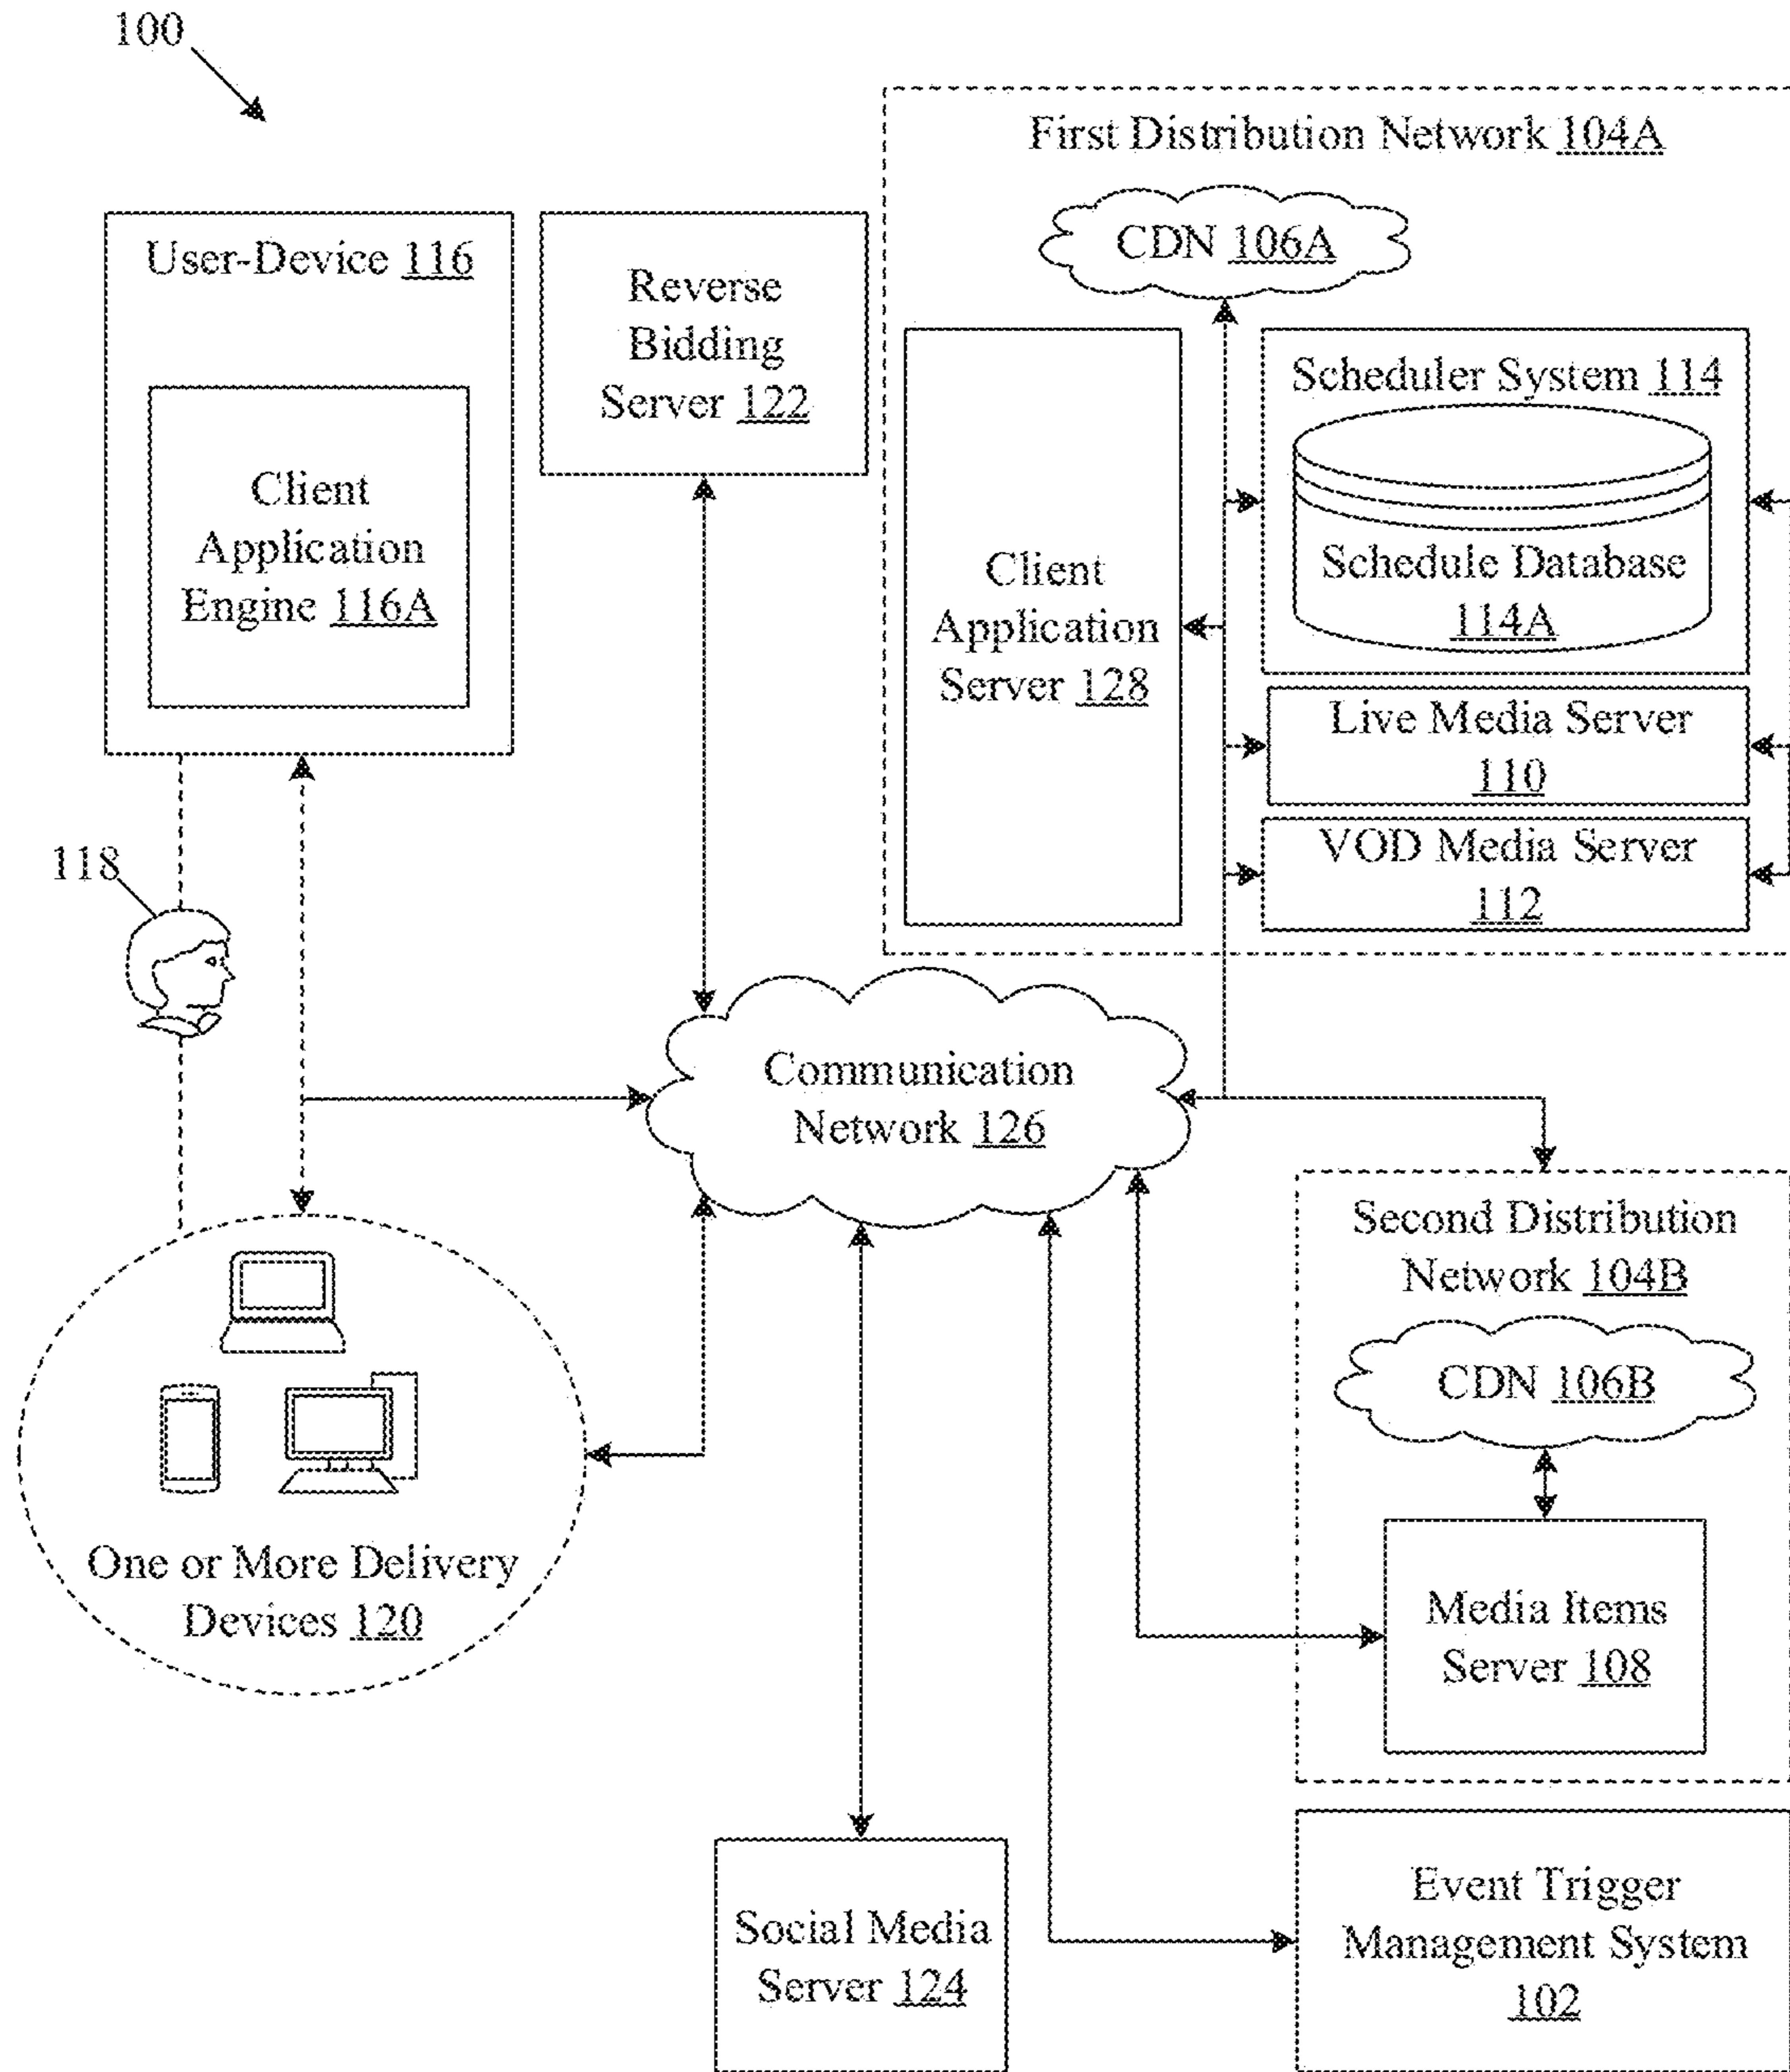 100
First Distribution Network 104A
CDN 106A
User-Device 116
Client
Application
Engine 116A
Reverse
Bidding
Server 122
Client
Application
Server 128
Scheduler System 114
Schedule Database
114A
Live Media Server
110
VOD Media Server
112
118
Communication
Network 126
One or More Delivery
Devices 120
Second Distribution
Network 104B
CDN 106B
Media Items
Server 108
Social Media
Server 124
Event Trigger
Management System
102